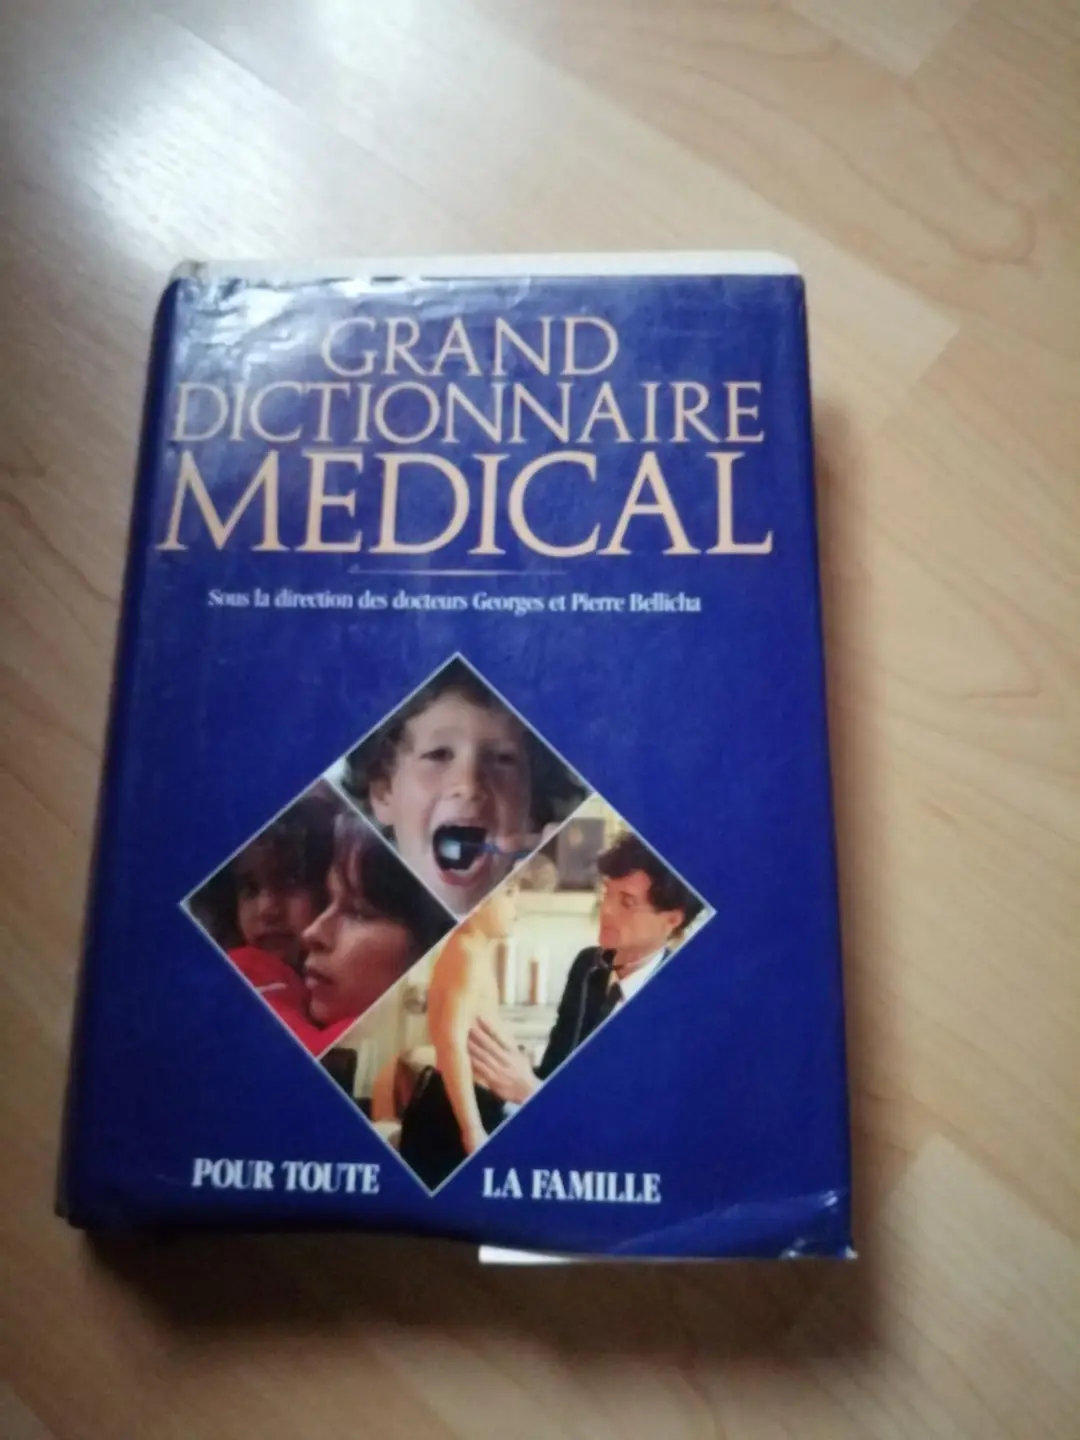 GRAND
DICTIONNAIRE
MEDICAL
Sous la direction des docteurs Georges et Pierre Bellicha
POUR TOUTE LA FAMILLE